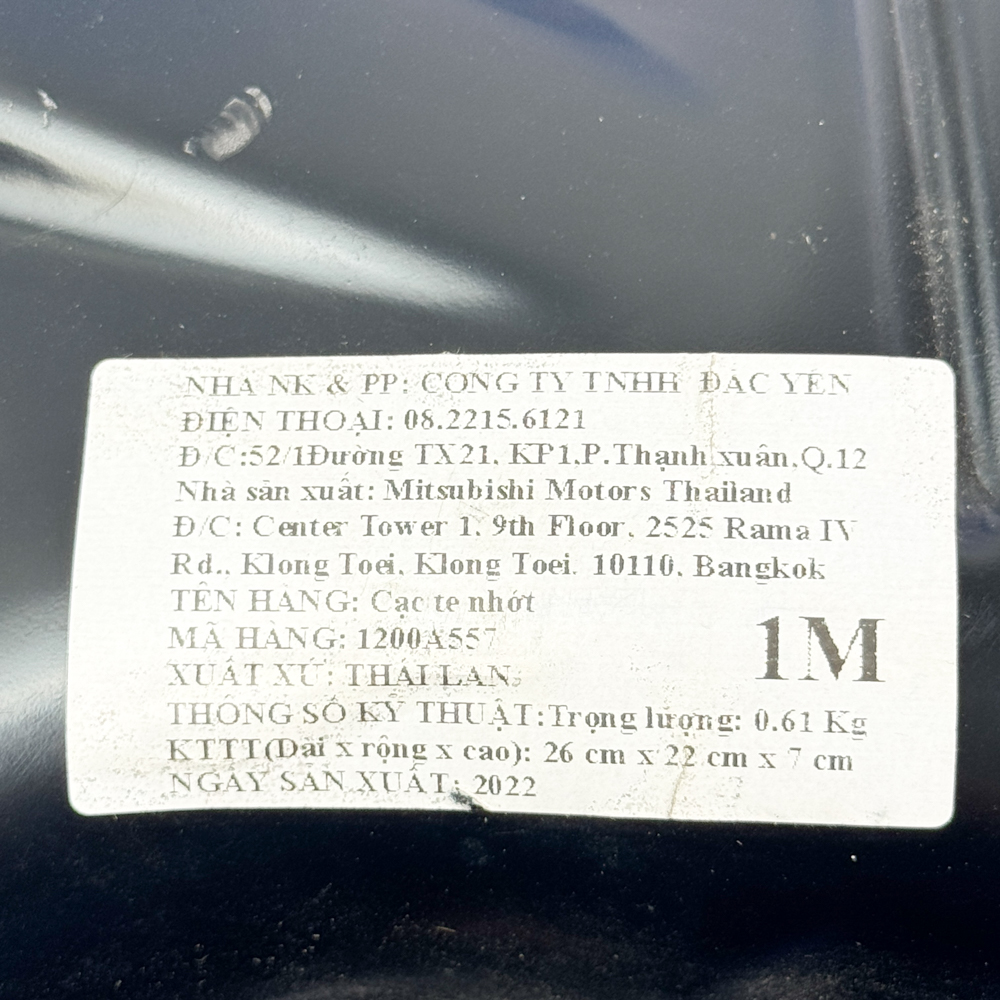 NHÀ NK & PP: CÔNG TY TNHH ĐẮC YẾN
ĐIỆN THOẠI: 08.2215.6121
Đ/C:52/1Đường TX21, KP1,P.Thạnh xuân,Q.12
Nhà sản xuất: Mitsubishi Motors Thailand
Đ/C: Center Tower 1, 9th Floor, 2525 Rama IV
Rd., Klong Toei, Klong Toei, 10110, Bangkok
TÊN HÀNG: Cạc te nhớt
MÃ HÀNG: 1200A557
1M
XUẤT XỨ: THÁI LAN
THÔNG SỐ KỸ THUẬT:Trọng lượng: 0.61 Kg
KTTT(Dài x rộng x cao): 26 cm x 22 cm x 7 cm
NGÀY SẢN XUẤT: 2022